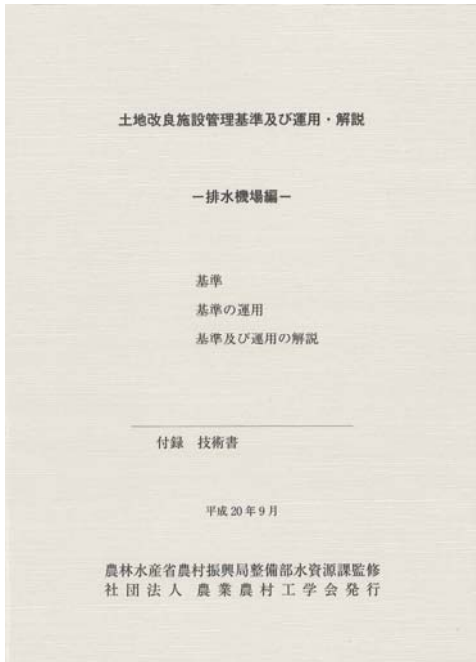 土地改良施設管理基準及び運用・解説
－排水機場編－
基準
基準の運用
基準及び運用の解説
付録　技術書
平成20年9月
農林水産省農村振興局整備部水資源課監修
社団法人　農業農村工学会発行